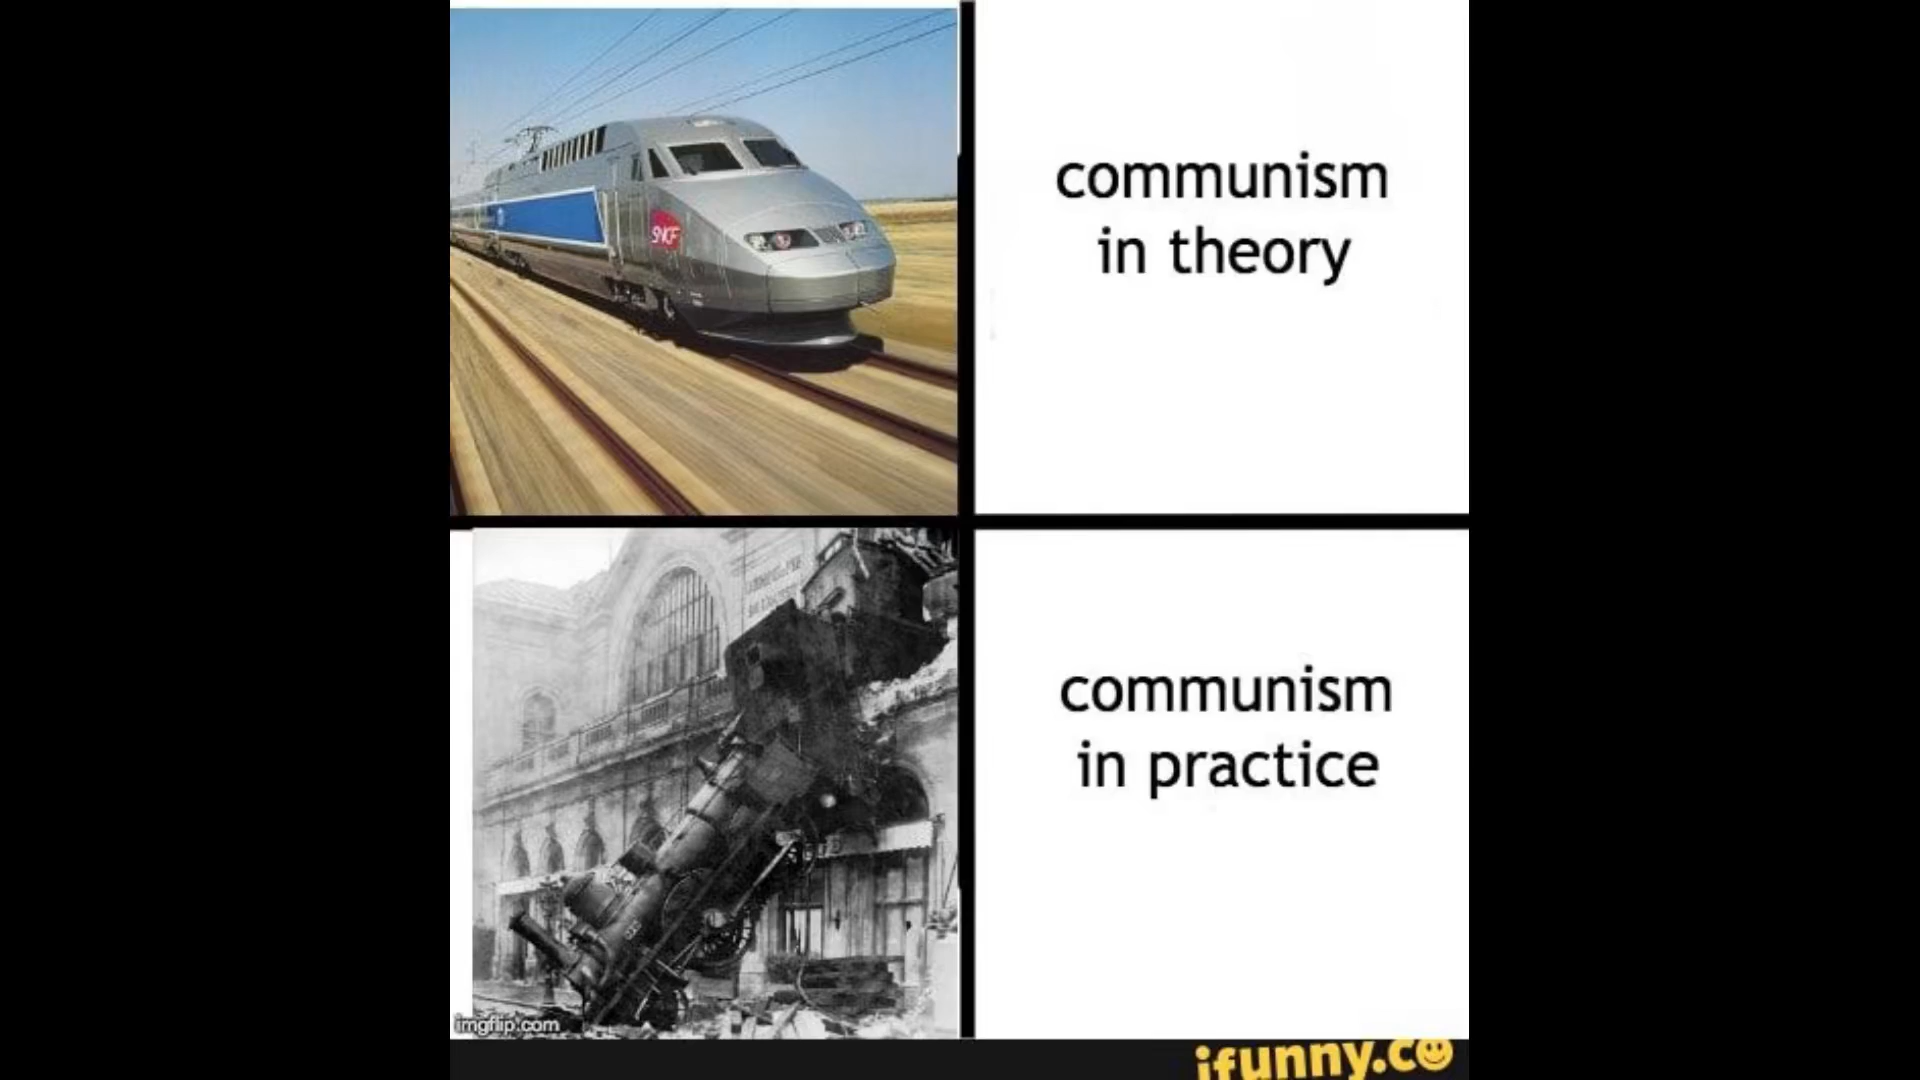 SNCF
communism
in theory
communism
in practice
imgflip.com
ifunny.co